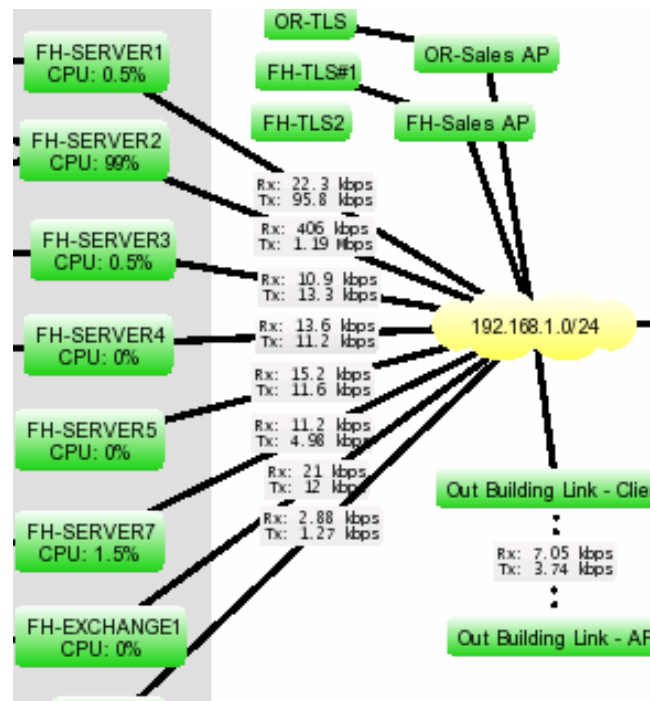 OR-TLS
OR-Sales AP
FH-SERVER1
CPU: 0.5%
FH-TLS#1
FH-TLS2
FH-Sales AP
FH-SERVER2
CPU: 99%
Rx: 22.3 kbps
Tx: 95.8 kbps
Rx: 406 kbps
Tx: 1.19 Mbps
FH-SERVER3
CPU: 0.5%
Rx: 10.9 kbps
Tx: 13.3 kbps
192.168.1.0/24
FH-SERVER4
CPU: 0%
Rx: 13.6 kbps
Tx: 11.2 kbps
Rx: 15.2 kbps
Tx: 11.6 kbps
FH-SERVER5
CPU: 0%
Rx: 11.2 kbps
Tx: 4.98 kbps
Rx: 21 kbps
Tx: 12 kbps
Out Building Link - Clie
FH-SERVER7
CPU: 1.5%
Rx: 2.88 kbps
Tx: 1.27 kbps
Rx: 7.05 kbps
Tx: 3.74 kbps
FH-EXCHANGE1
CPU: 0%
Out Building Link - AP